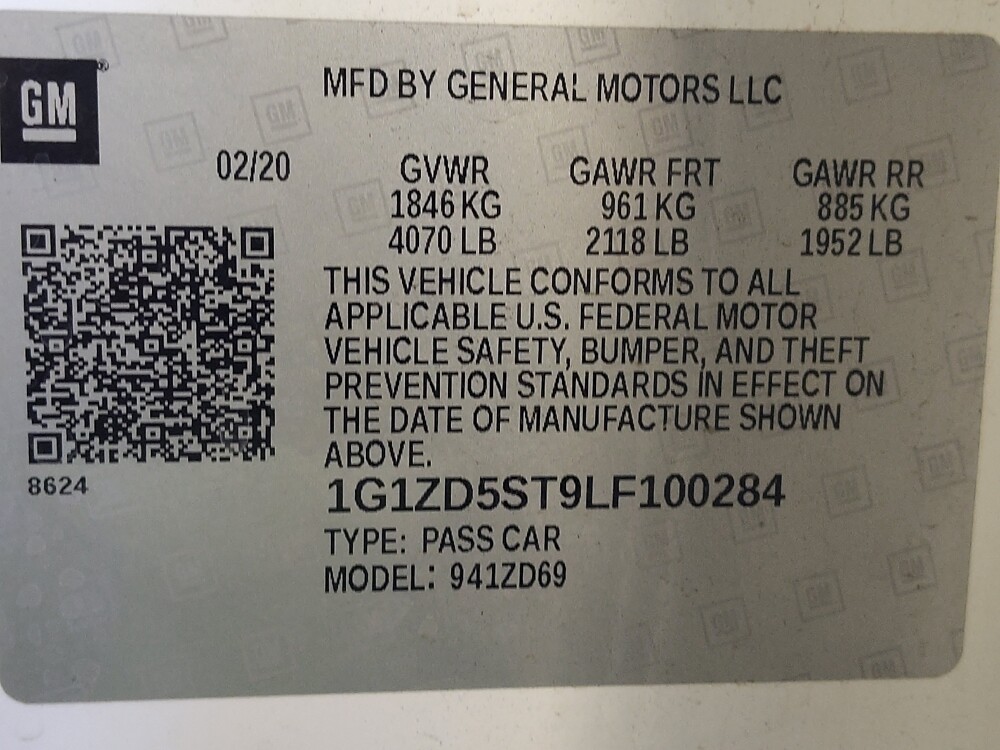 GM
MFD BY GENERAL MOTORS LLC
02/20
GVWR GAWR FRT GAWR RR
1846 KG 961 KG 885 KG
4070 LB 2118 LB 1952 LB
THIS VEHICLE CONFORMS TO ALL
APPLICABLE U.S. FEDERAL MOTOR
VEHICLE SAFETY, BUMPER, AND THEFT
PREVENTION STANDARDS IN EFFECT ON
THE DATE OF MANUFACTURE SHOWN
ABOVE.
8624
1G1ZD5ST9LF100284
TYPE: PASS CAR
MODEL: 941ZD69